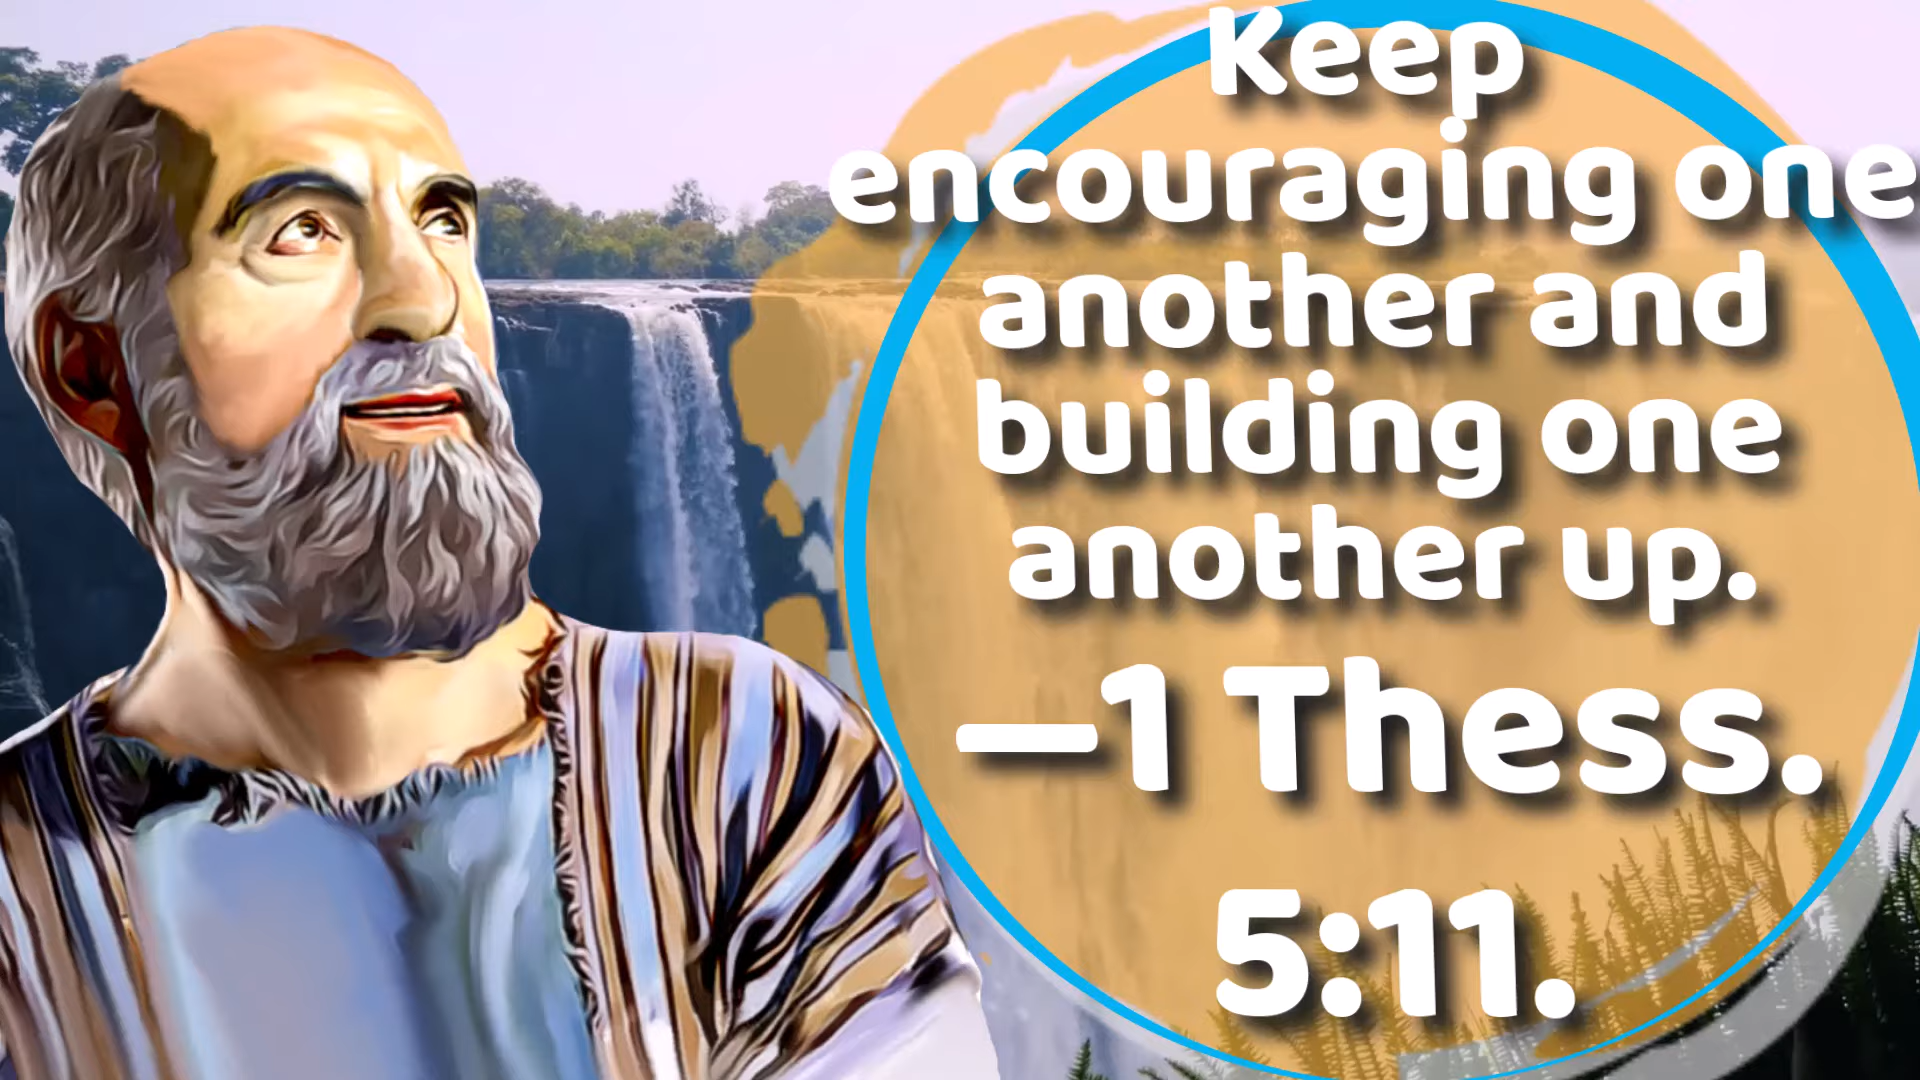 Keep
encouraging one
another and
building one
another up.
—1 Thess.
5:11.